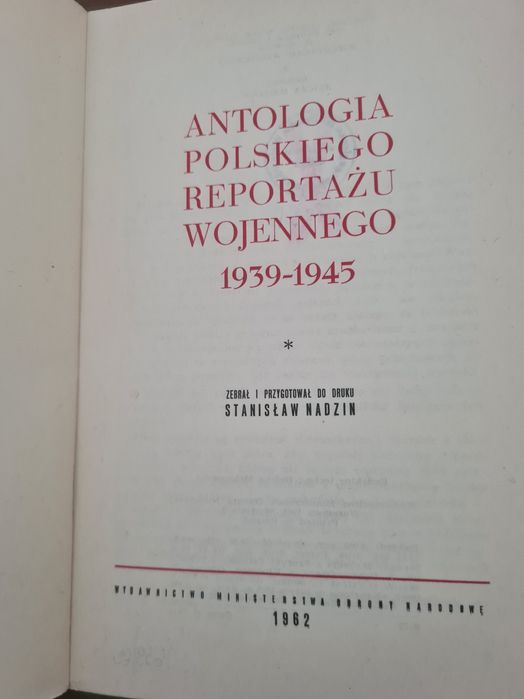 ANTOLOGIA
POLSKIEGO
REPORTAŻU
WOJENNEGO
1939-1945
*
ZEBRAŁ I PRZYGOTOWAŁ DO DRUKU
STANISŁAW NADZIN
WYDAWNICTWO MINISTERSTWA OBRONY NARODOWEJ
1962